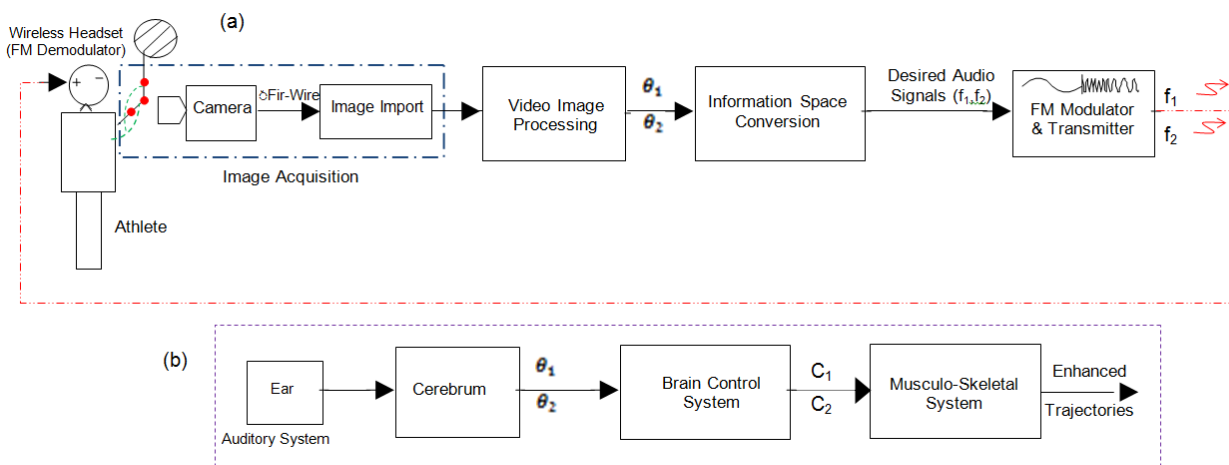 (a)
Wireless Headset
(FM Demodulator)
+ -
Athlete
Camera
Fir-Wire
Image Import
Image Acquisition
Video Image
Processing
θ1
θ2
Information Space
Conversion
Desired Audio
Signals (f1,f2)
FM Modulator
& Transmitter
f1
f2
(b)
Ear
Auditory System
Cerebrum
θ1
θ2
Brain Control
System
C1
C2
Musculo-Skeletal
System
Enhanced
Trajectories